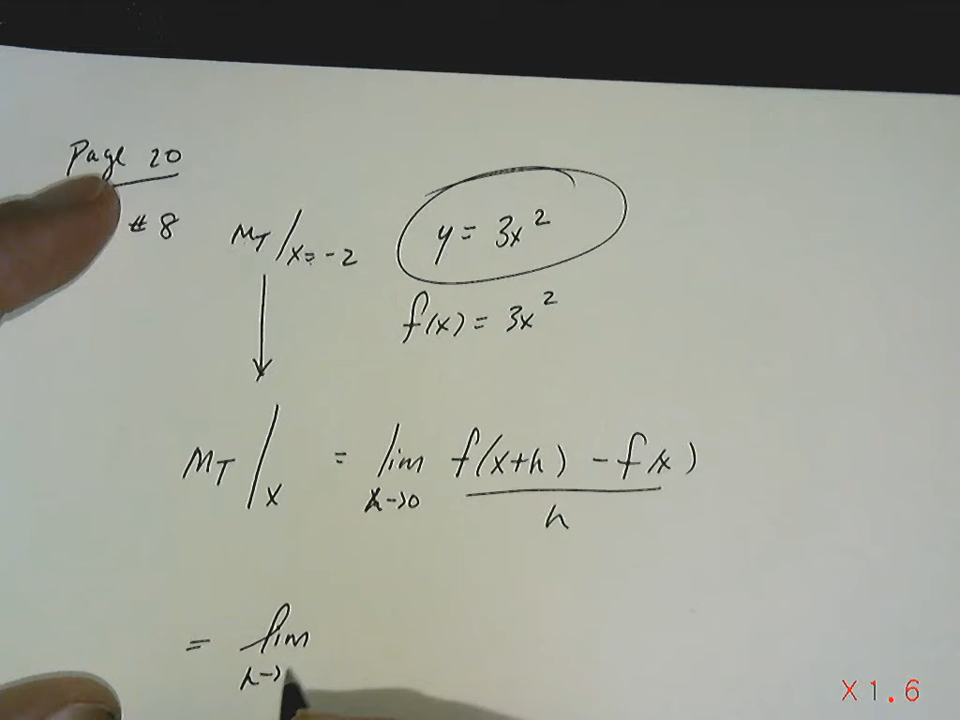 Page 20
#8 MT/x=-2 y = 3x²
f(x) = 3x²
MT/x = lim f(x+h) - f(x)
h→0 h
= lim
h→
X1.6